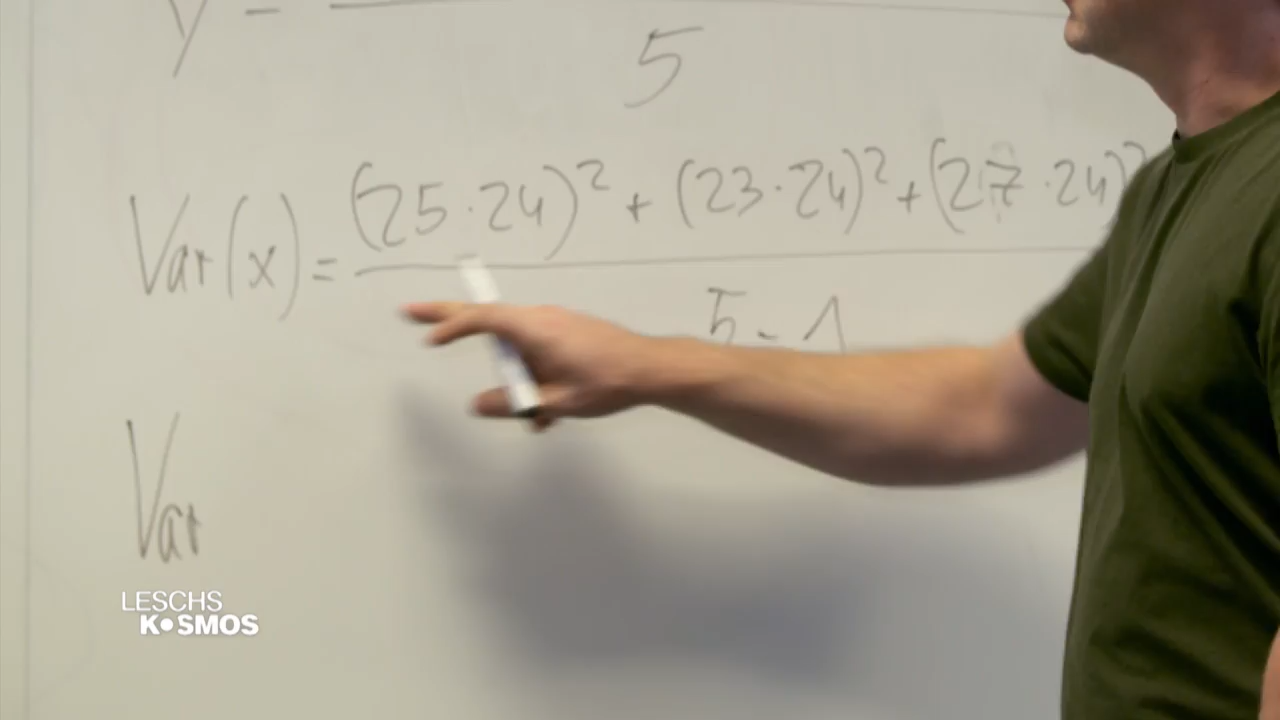 y =
5
Var(x) = (25·24)² + (23·24)² + (27·24)²
5 - 1
Var
LESCHS
K•SMOS